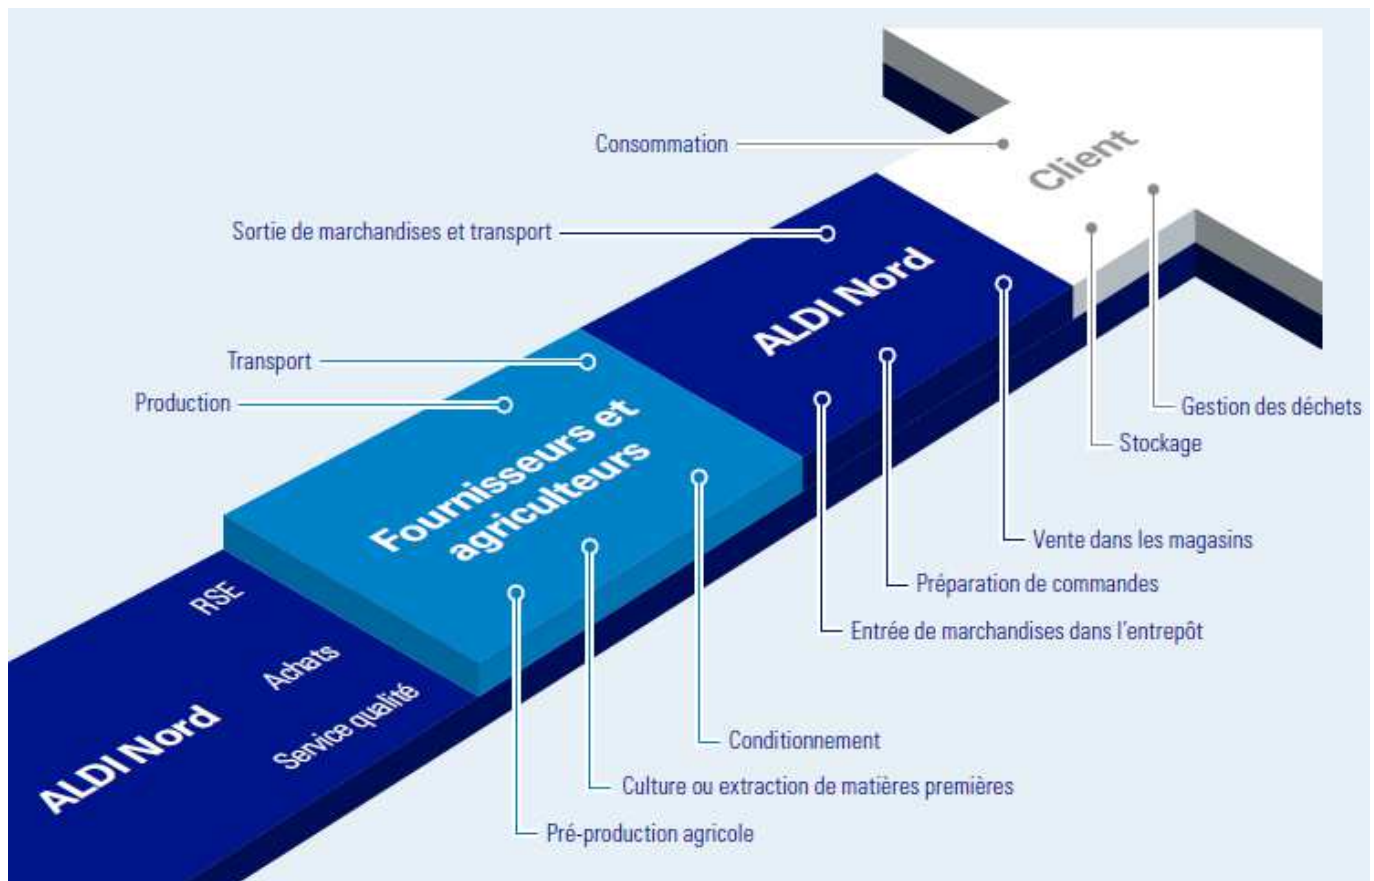 Consommation
Client
Sortie de marchandises et transport
ALDI Nord
Transport
Production
Fournisseurs et
agriculteurs
Gestion des déchets
Stockage
Vente dans les magasins
Préparation de commandes
Entrée de marchandises dans l'entrepôt
RSE
Achats
Service qualité
ALDI Nord
Conditionnement
Culture ou extraction de matières premières
Pré-production agricole